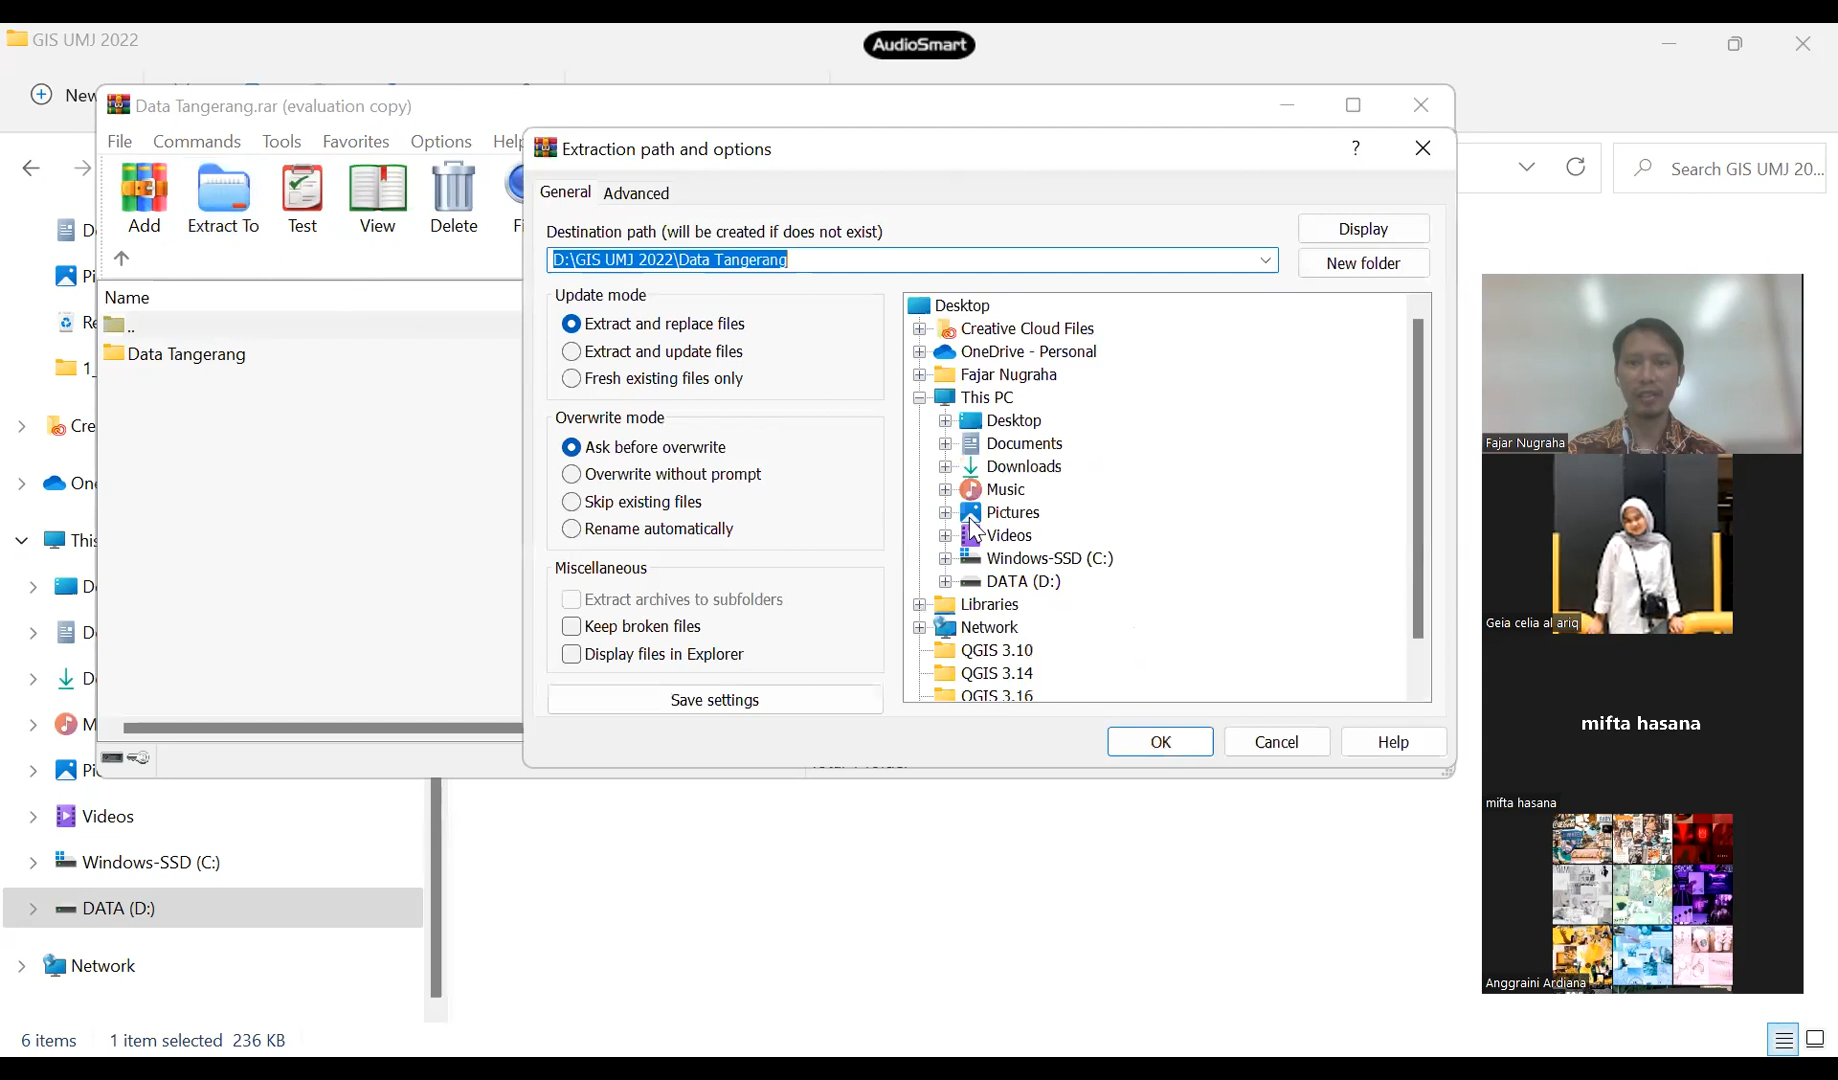 GIS UMJ 2022
AudioSmart
New
Data Tangerang.rar (evaluation copy)
File Commands Tools Favorites Options Help
Add Extract To Test View Delete
Name
..
Data Tangerang
Extraction path and options
?
General Advanced
Destination path (will be created if does not exist)
D:\GIS UMJ 2022\Data Tangerang
Display
New folder
Update mode
Extract and replace files
Extract and update files
Fresh existing files only
Overwrite mode
Ask before overwrite
Overwrite without prompt
Skip existing files
Rename automatically
Miscellaneous
Extract archives to subfolders
Keep broken files
Display files in Explorer
Save settings
Desktop
Creative Cloud Files
OneDrive - Personal
Fajar Nugraha
This PC
Desktop
Documents
Downloads
Music
Pictures
Videos
Windows-SSD (C:)
DATA (D:)
Libraries
Network
QGIS 3.10
QGIS 3.14
QGIS 3.16
OK Cancel Help
Search GIS UMJ 20...
Videos
Windows-SSD (C:)
DATA (D:)
Network
6 items 1 item selected 236 KB
Fajar Nugraha
Geia celia al ariq
mifta hasana
mifta hasana
Anggraini Ardiana